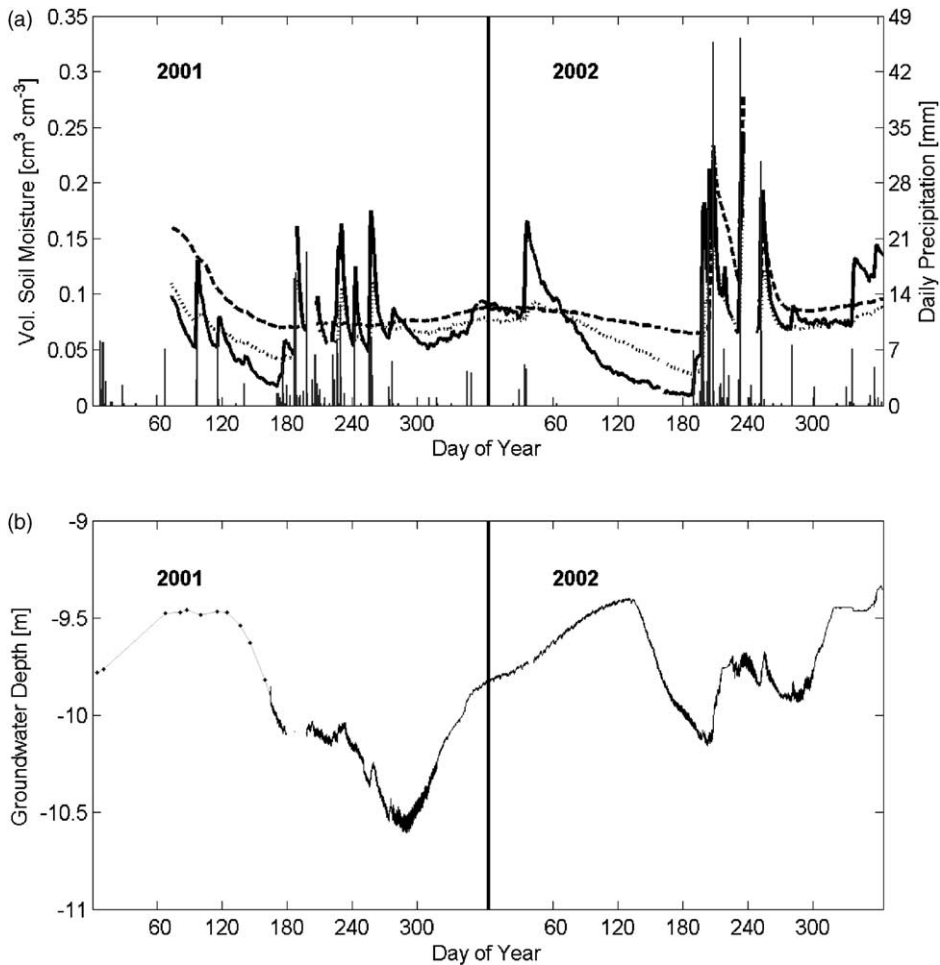 (a)
0.35
0.3
0.25
0.2
0.15
0.1
0.05
0
Vol. Soil Moisture [cm³ cm⁻³]
2001
2002
49
42
35
28
21
14
7
0
Daily Precipitation [mm]
60 120 180 240 300 60 120 180 240 300
Day of Year
(b)
-9
-9.5
-10
-10.5
-11
Groundwater Depth [m]
2001
2002
60 120 180 240 300 60 120 180 240 300
Day of Year